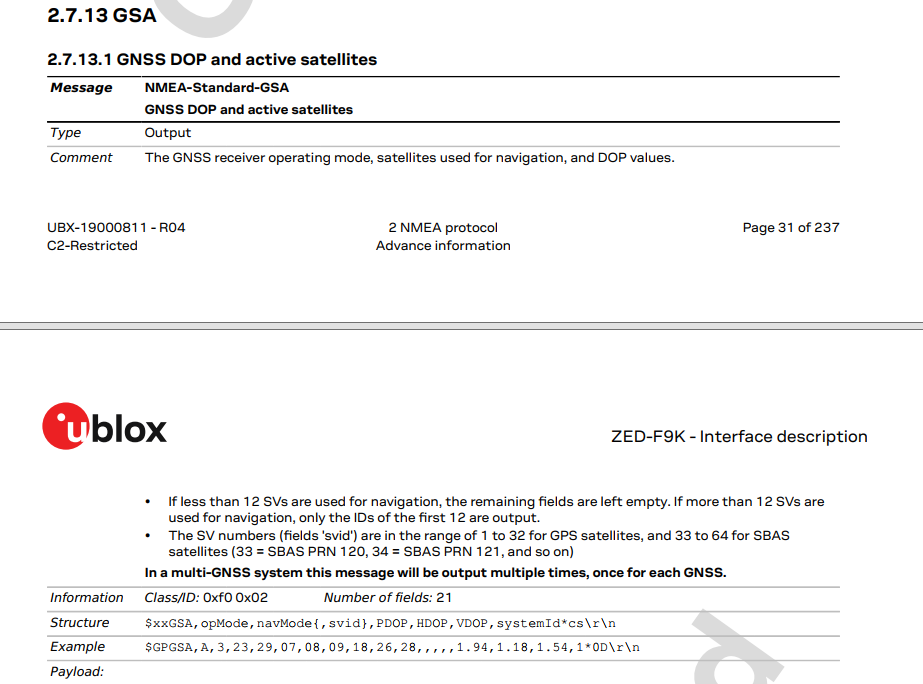 2.7.13 GSA
2.7.13.1 GNSS DOP and active satellites
Message NMEA-Standard-GSA
GNSS DOP and active satellites
Type Output
Comment The GNSS receiver operating mode, satellites used for navigation, and DOP values.
UBX-19000811 - R04 2 NMEA protocol Page 31 of 237
C2-Restricted Advance information
ublox
ZED-F9K - Interface description
• If less than 12 SVs are used for navigation, the remaining fields are left empty. If more than 12 SVs are
used for navigation, only the IDs of the first 12 are output.
• The SV numbers (fields 'svid') are in the range of 1 to 32 for GPS satellites, and 33 to 64 for SBAS
satellites (33 = SBAS PRN 120, 34 = SBAS PRN 121, and so on)
In a multi-GNSS system this message will be output multiple times, once for each GNSS.
Information Class/ID: 0xf0 0x02 Number of fields: 21
Structure $xxGSA,opMode,navMode{,svid},PDOP,HDOP,VDOP,systemId*cs\r\n
Example $GPGSA,A,3,23,29,07,08,09,18,26,28,,,,,1.94,1.18,1.54,1*0D\r\n
Payload: